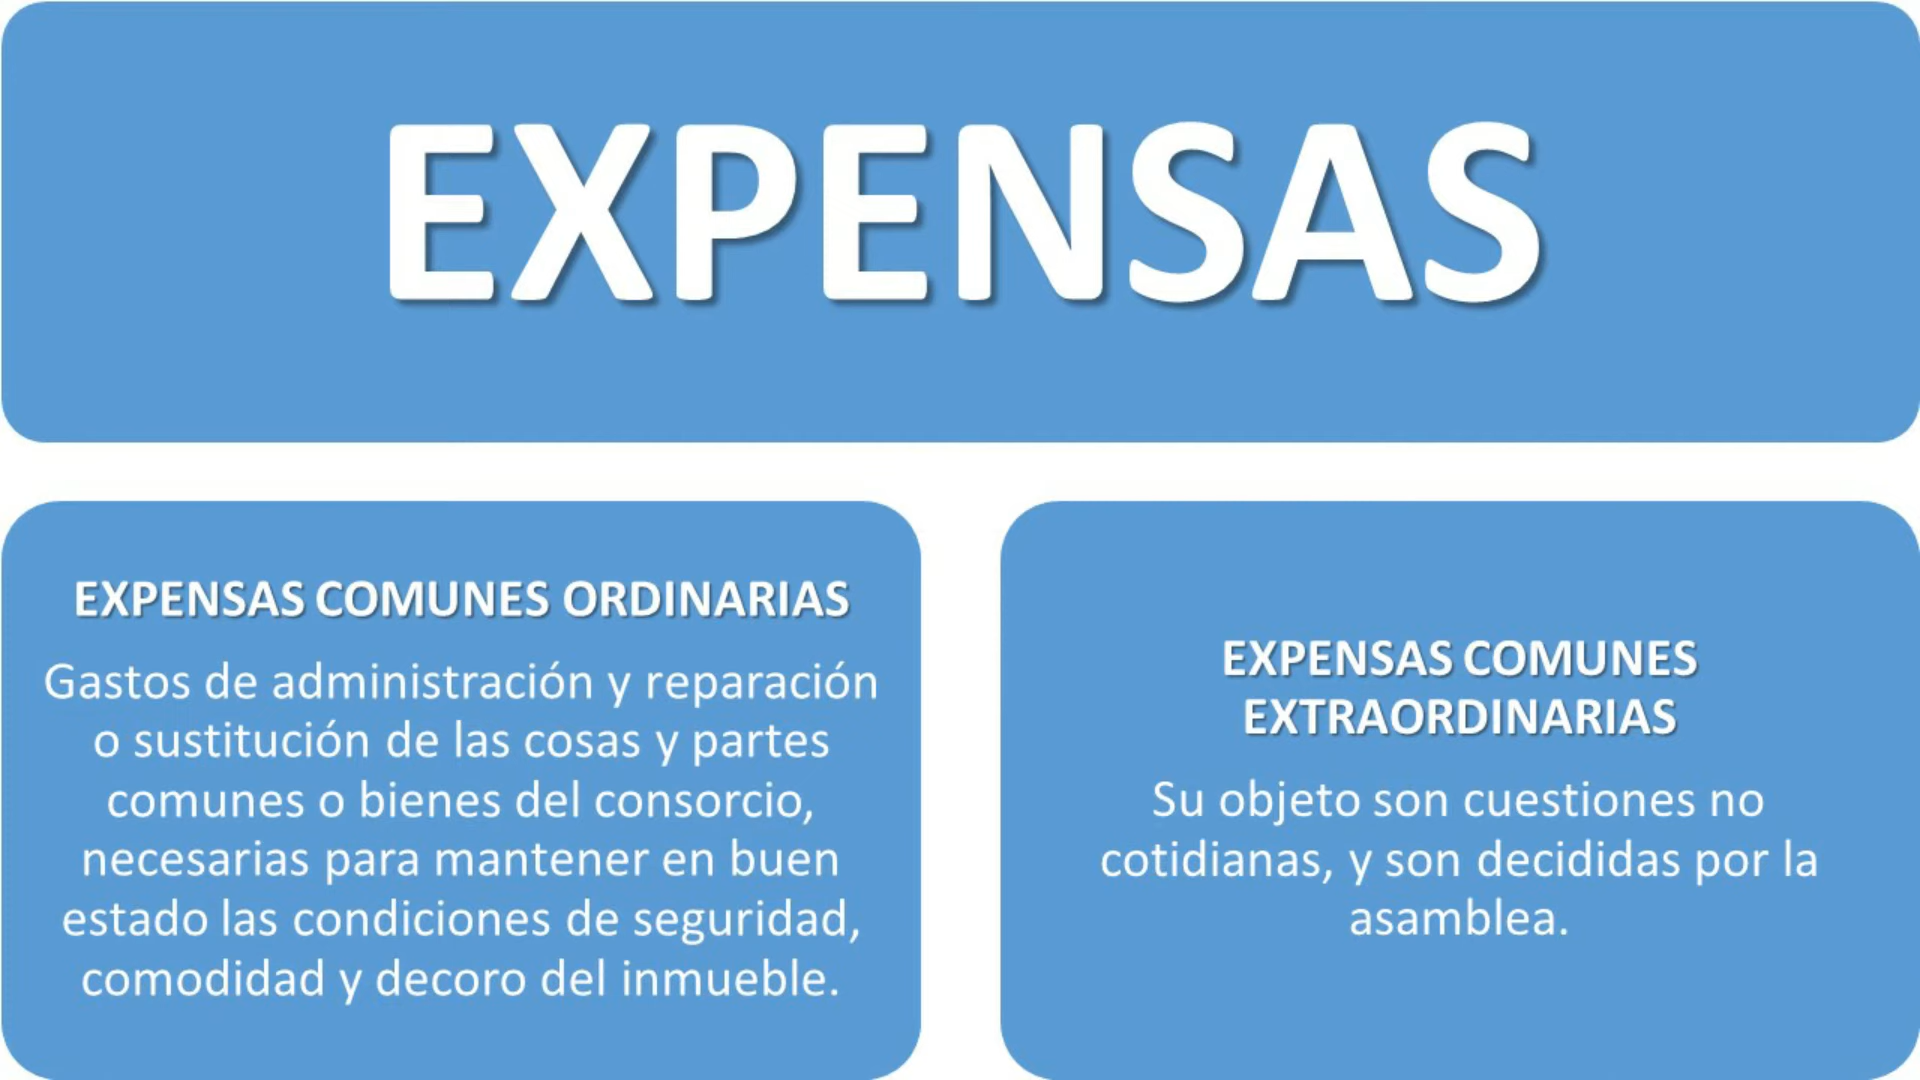 EXPENSAS
EXPENSAS COMUNES ORDINARIAS
Gastos de administración y reparación
o sustitución de las cosas y partes
comunes o bienes del consorcio,
necesarias para mantener en buen
estado las condiciones de seguridad,
comodidad y decoro del inmueble.
EXPENSAS COMUNES
EXTRAORDINARIAS
Su objeto son cuestiones no
cotidianas, y son decididas por la
asamblea.